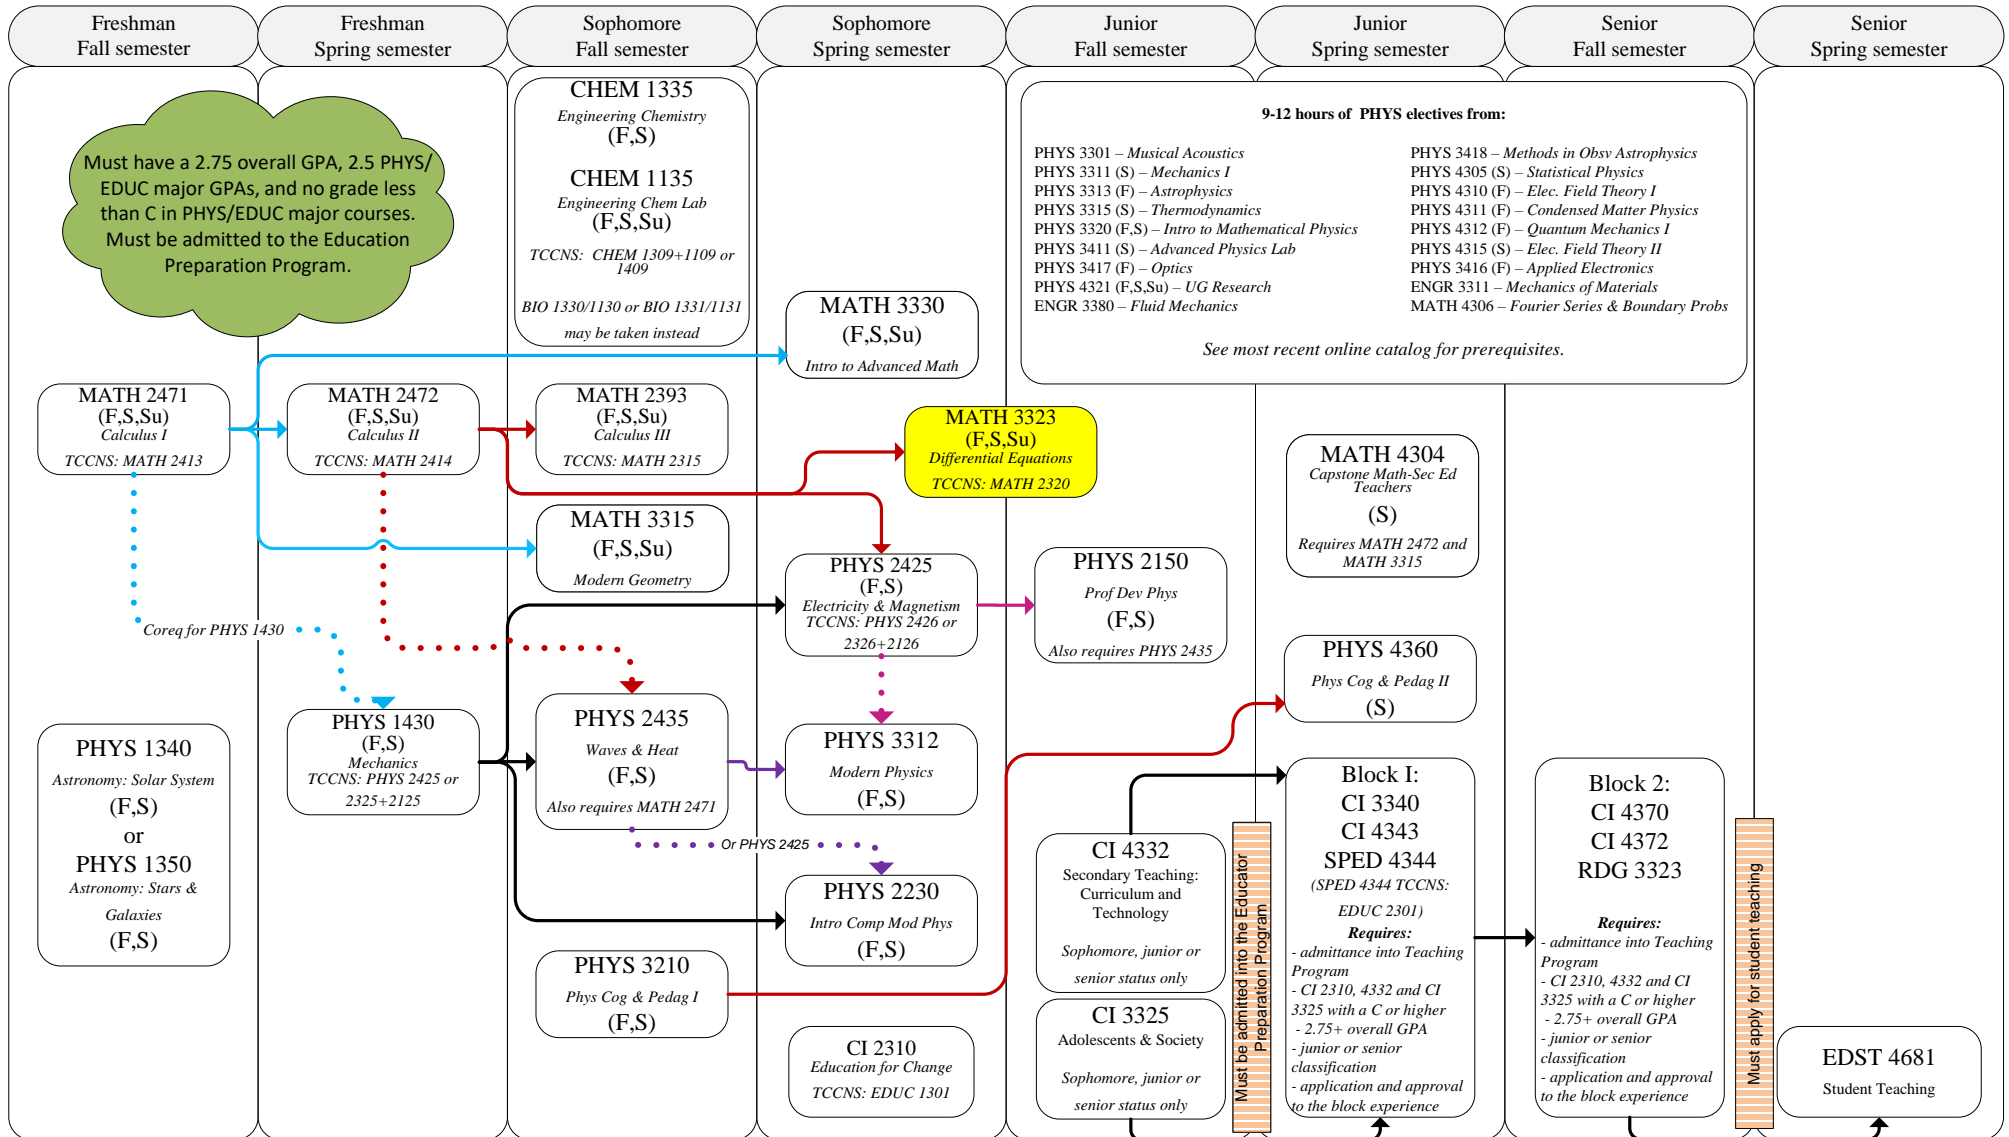 Freshman
Fall semester
Freshman
Spring semester
Sophomore
Fall semester
Sophomore
Spring semester
Junior
Fall semester
Junior
Spring semester
Senior
Fall semester
Senior
Spring semester
Must have a 2.75 overall GPA, 2.5 PHYS/
EDUC major GPAs, and no grade less
than C in PHYS/EDUC major courses.
Must be admitted to the Education
Preparation Program.
MATH 2471
(F,S,Su)
Calculus I
TCCNS: MATH 2413
Coreq for PHYS 1430
PHYS 1340
Astronomy: Solar System
(F,S)
or
PHYS 1350
Astronomy: Stars &
Galaxies
(F,S)
MATH 2472
(F,S,Su)
Calculus II
TCCNS: MATH 2414
PHYS 1430
(F,S)
Mechanics
TCCNS: PHYS 2425 or
2325+2125
CHEM 1335
Engineering Chemistry
(F,S)
CHEM 1135
Engineering Chem Lab
(F,S,Su)
TCCNS: CHEM 1309+1109 or
1409
BIO 1330/1130 or BIO 1331/1131
may be taken instead
MATH 2393
(F,S,Su)
Calculus III
TCCNS: MATH 2315
MATH 3315
(F,S,Su)
Modern Geometry
PHYS 2435
Waves & Heat
(F,S)
Also requires MATH 2471
Or PHYS 2425
PHYS 3210
Phys Cog & Pedag I
(F,S)
MATH 3330
(F,S,Su)
Intro to Advanced Math
MATH 3323
(F,S,Su)
Differential Equations
TCCNS: MATH 2320
PHYS 2425
(F,S)
Electricity & Magnetism
TCCNS: PHYS 2426 or
2326+2126
PHYS 3312
Modern Physics
(F,S)
PHYS 2230
Intro Comp Mod Phys
(F,S)
CI 2310
Education for Change
TCCNS: EDUC 1301
9-12 hours of PHYS electives from:
PHYS 3301 – Musical Acoustics
PHYS 3311 (S) – Mechanics I
PHYS 3313 (F) – Astrophysics
PHYS 3315 (S) – Thermodynamics
PHYS 3320 (F,S) – Intro to Mathematical Physics
PHYS 3411 (S) – Advanced Physics Lab
PHYS 3417 (F) – Optics
PHYS 4321 (F,S,Su) – UG Research
ENGR 3380 – Fluid Mechanics
PHYS 3418 – Methods in Obsv Astrophysics
PHYS 4305 (S) – Statistical Physics
PHYS 4310 (F) – Elec. Field Theory I
PHYS 4311 (F) – Condensed Matter Physics
PHYS 4312 (F) – Quantum Mechanics I
PHYS 4315 (S) – Elec. Field Theory II
PHYS 3416 (F) – Applied Electronics
ENGR 3311 – Mechanics of Materials
MATH 4306 – Fourier Series & Boundary Probs
See most recent online catalog for prerequisites.
PHYS 2150
Prof Dev Phys
(F,S)
Also requires PHYS 2435
CI 4332
Secondary Teaching:
Curriculum and
Technology
Sophomore, junior or
senior status only
CI 3325
Adolescents & Society
Sophomore, junior or
senior status only
Must be admitted into the Educator
Preparation Program
MATH 4304
Capstone Math-Sec Ed
Teachers
(S)
Requires MATH 2472 and
MATH 3315
PHYS 4360
Phys Cog & Pedag II
(S)
Block I:
CI 3340
CI 4343
SPED 4344
(SPED 4344 TCCNS:
EDUC 2301)
Requires:
- admittance into Teaching
Program
- CI 2310, 4332 and CI
3325 with a C or higher
- 2.75+ overall GPA
- junior or senior
classification
- application and approval
to the block experience
Block 2:
CI 4370
CI 4372
RDG 3323
Requires:
- admittance into Teaching
Program
- CI 2310, 4332 and CI
3325 with a C or higher
- 2.75+ overall GPA
- junior or senior
classification
- application and approval
to the block experience
Must apply for student teaching
EDST 4681
Student Teaching